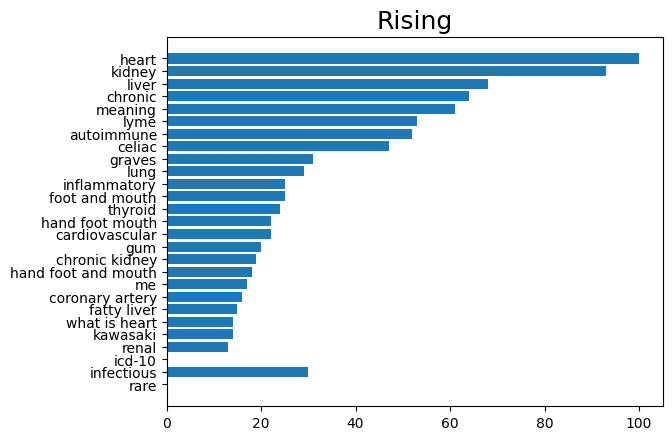 Rising
heart
kidney
liver
chronic
meaning
lyme
autoimmune
celiac
graves
lung
inflammatory
foot and mouth
thyroid
hand foot mouth
cardiovascular
gum
chronic kidney
hand foot and mouth
me
coronary artery
fatty liver
what is heart
kawasaki
renal
icd-10
infectious
rare
0 20 40 60 80 100